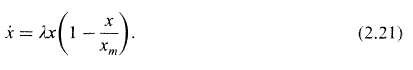 ẋ = λx(1 − x/x_m). (2.21)